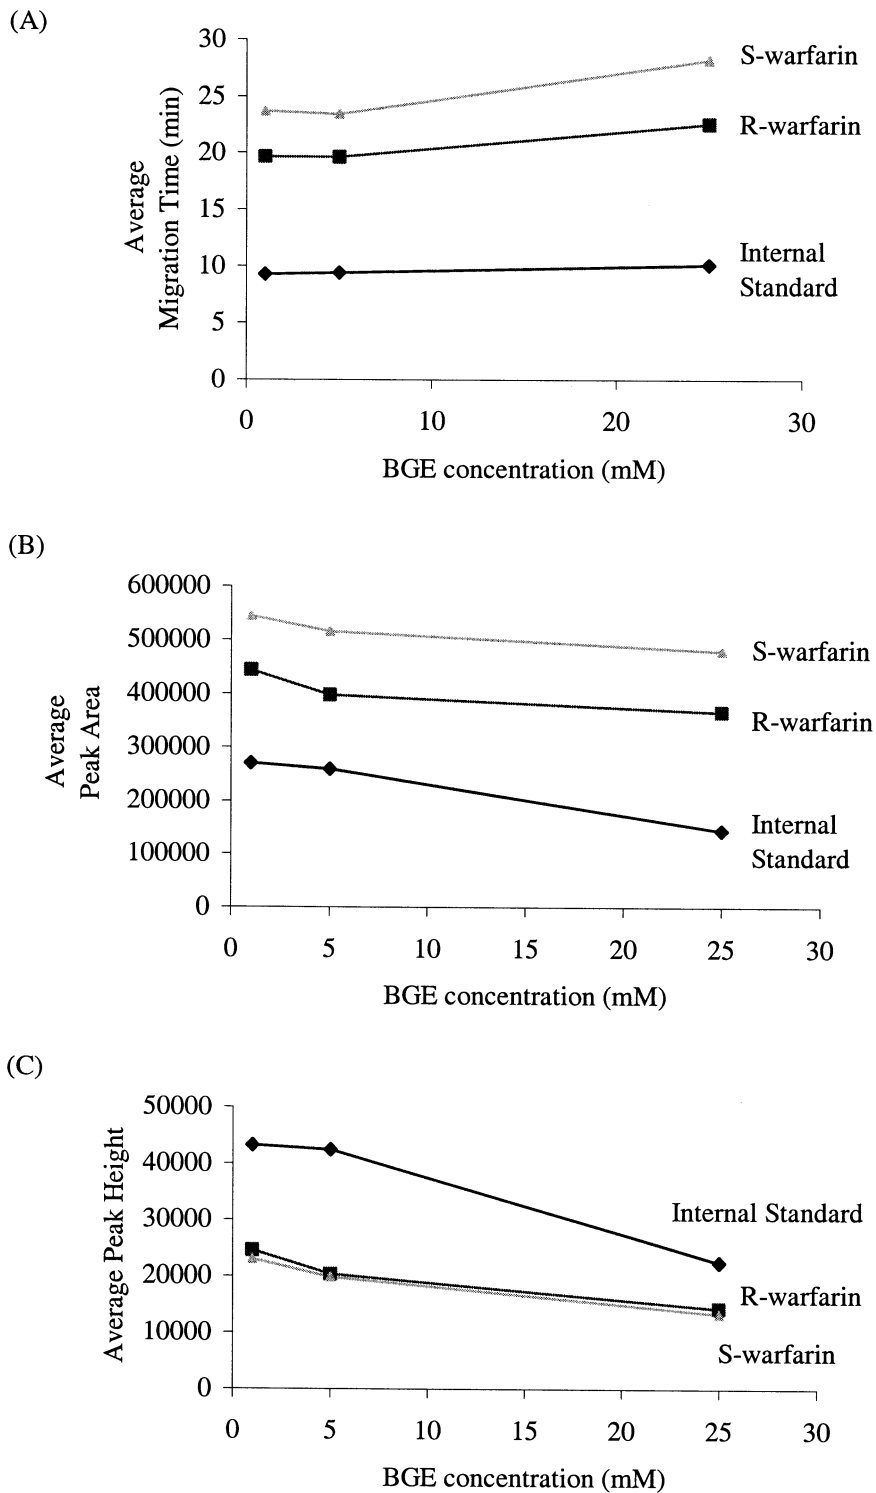 (A)
30
25
20
15
10
5
0
Average
Migration Time (min)
S-warfarin
R-warfarin
Internal
Standard
0 10 20 30
BGE concentration (mM)
(B)
600000
500000
400000
300000
200000
100000
0
Average
Peak Area
S-warfarin
R-warfarin
Internal
Standard
0 5 10 15 20 25 30
BGE concentration (mM)
(C)
50000
40000
30000
20000
10000
0
Average Peak Height
Internal Standard
R-warfarin
S-warfarin
0 5 10 15 20 25 30
BGE concentration (mM)